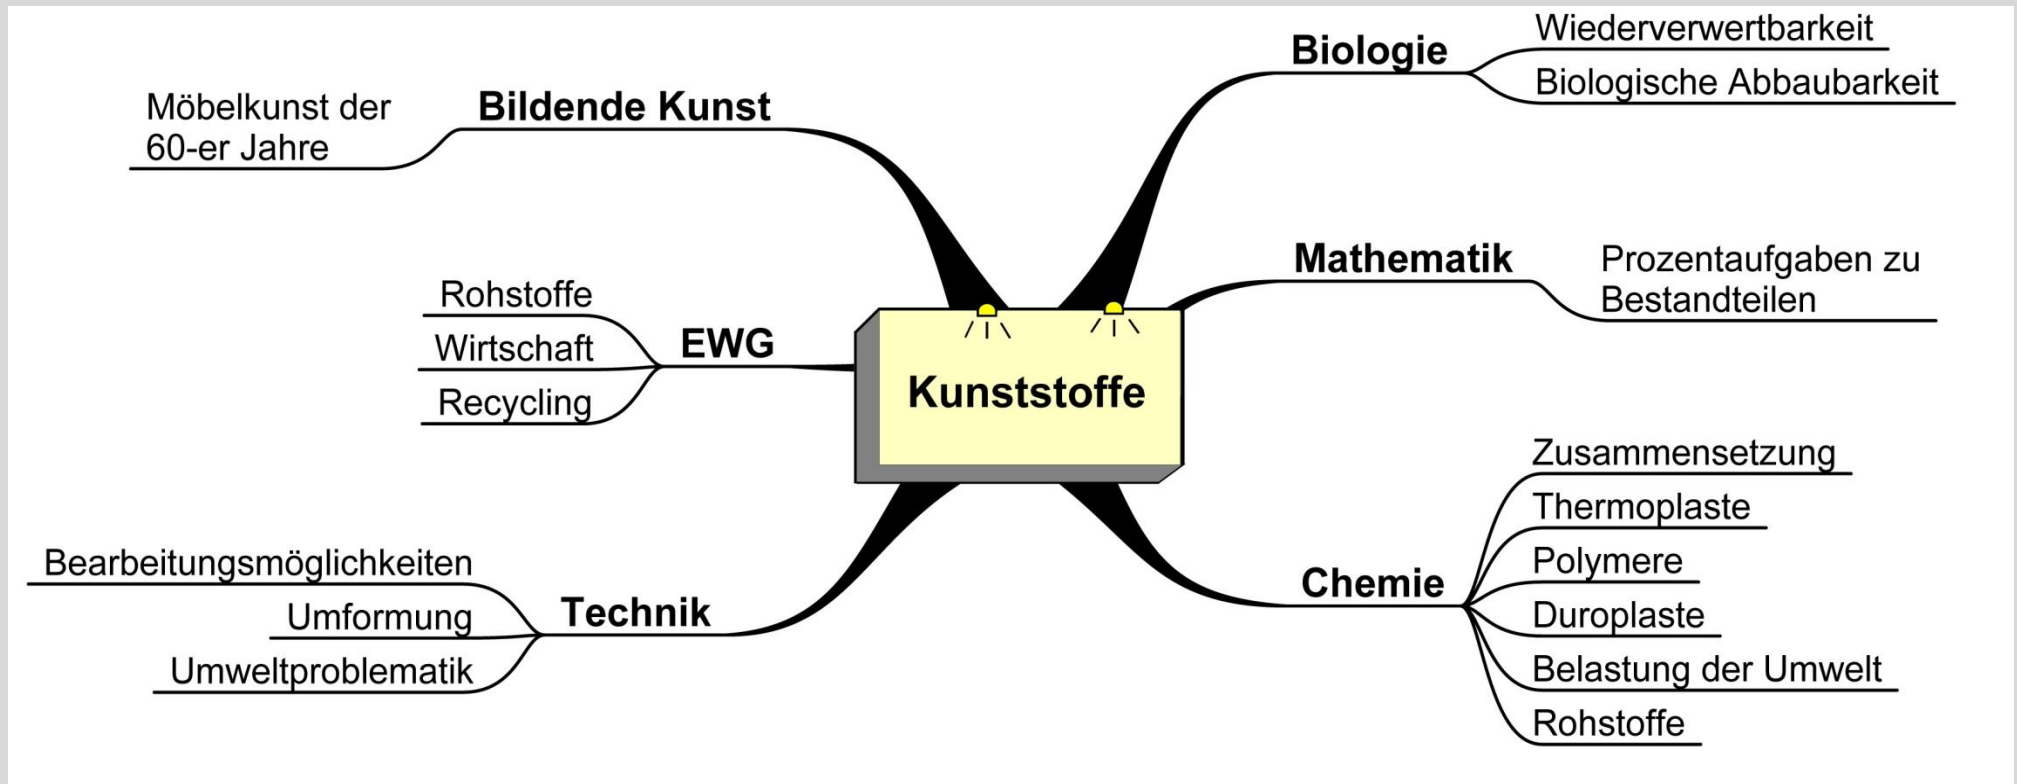 Kunststoffe
Bildende Kunst
Möbelkunst der
60-er Jahre
EWG
Rohstoffe
Wirtschaft
Recycling
Technik
Bearbeitungsmöglichkeiten
Umformung
Umweltproblematik
Biologie
Wiederverwertbarkeit
Biologische Abbaubarkeit
Mathematik
Prozentaufgaben zu
Bestandteilen
Chemie
Zusammensetzung
Thermoplaste
Polymere
Duroplaste
Belastung der Umwelt
Rohstoffe